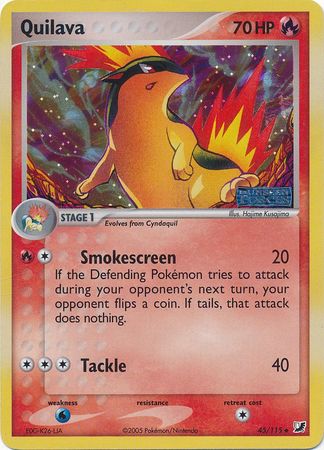 Quilava
70 HP
UNSEEN
FORCES
STAGE 1
Evolves from Cyndaquil
Illus. Hajime Kusajima
Smokescreen 20
If the Defending Pokémon tries to attack
during your opponent's next turn, your
opponent flips a coin. If tails, that attack
does nothing.
Tackle 40
weakness
resistance
retreat cost
©2005 Pokémon/Nintendo
45/115